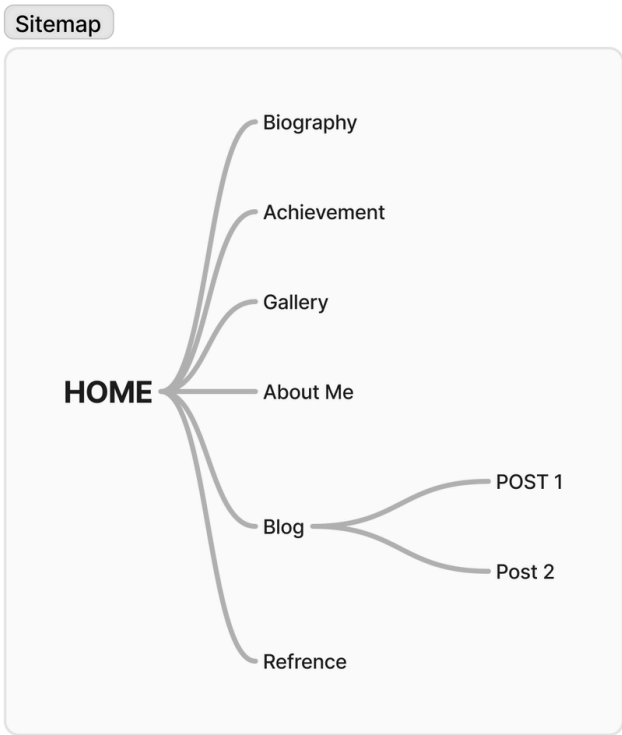 Sitemap
Biography
Achievement
Gallery
HOME
About Me
POST 1
Blog
Post 2
Refrence